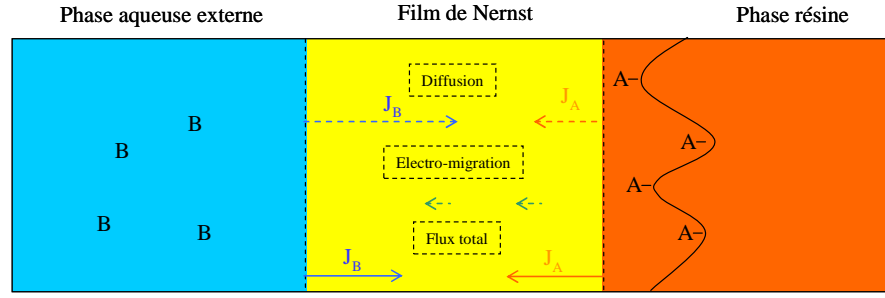 Phase aqueuse externe Film de Nernst Phase résine
Diffusion
A–
J_B J_A
B B
A–
Electro-migration
A–
B B
A–
Flux total
J_B J_A